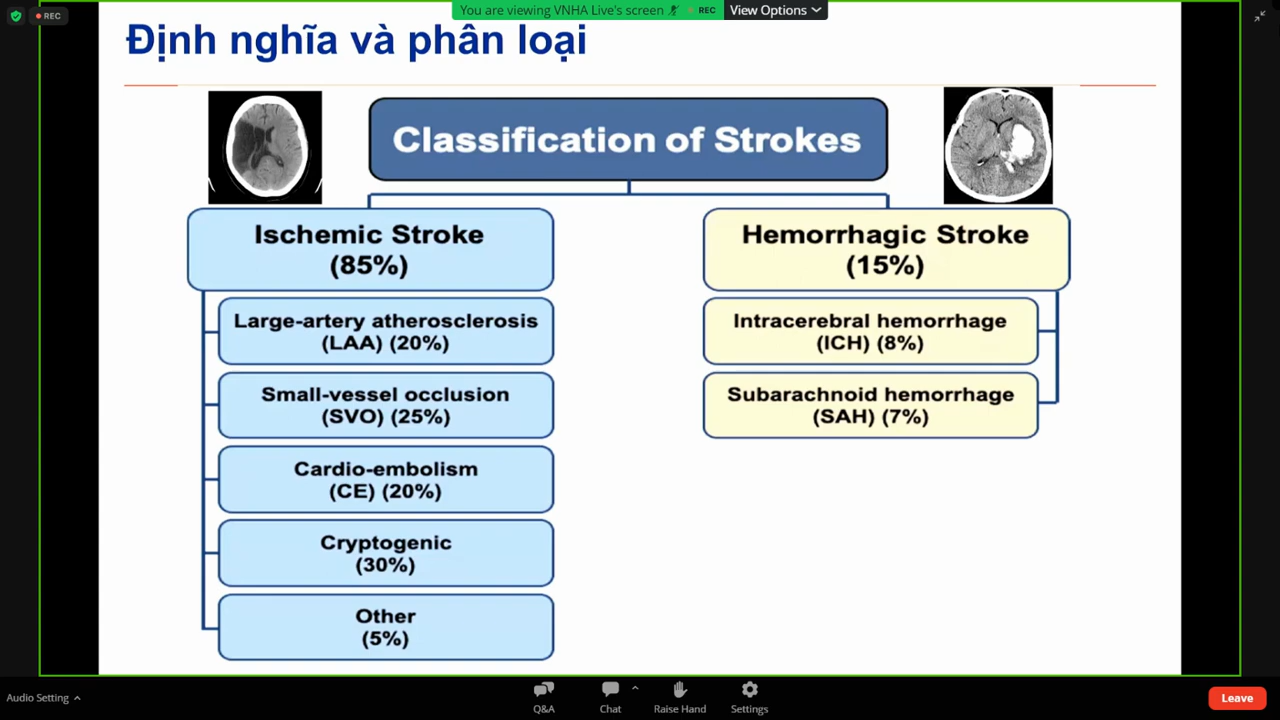 REC
You are viewing VNHA Live's screen
REC
View Options
Định nghĩa và phân loại
Classification of Strokes
Ischemic Stroke
(85%)
Large-artery atherosclerosis
(LAA) (20%)
Small-vessel occlusion
(SVO) (25%)
Cardio-embolism
(CE) (20%)
Cryptogenic
(30%)
Other
(5%)
Hemorrhagic Stroke
(15%)
Intracerebral hemorrhage
(ICH) (8%)
Subarachnoid hemorrhage
(SAH) (7%)
Audio Setting
Q&A
Chat
Raise Hand
Settings
Leave